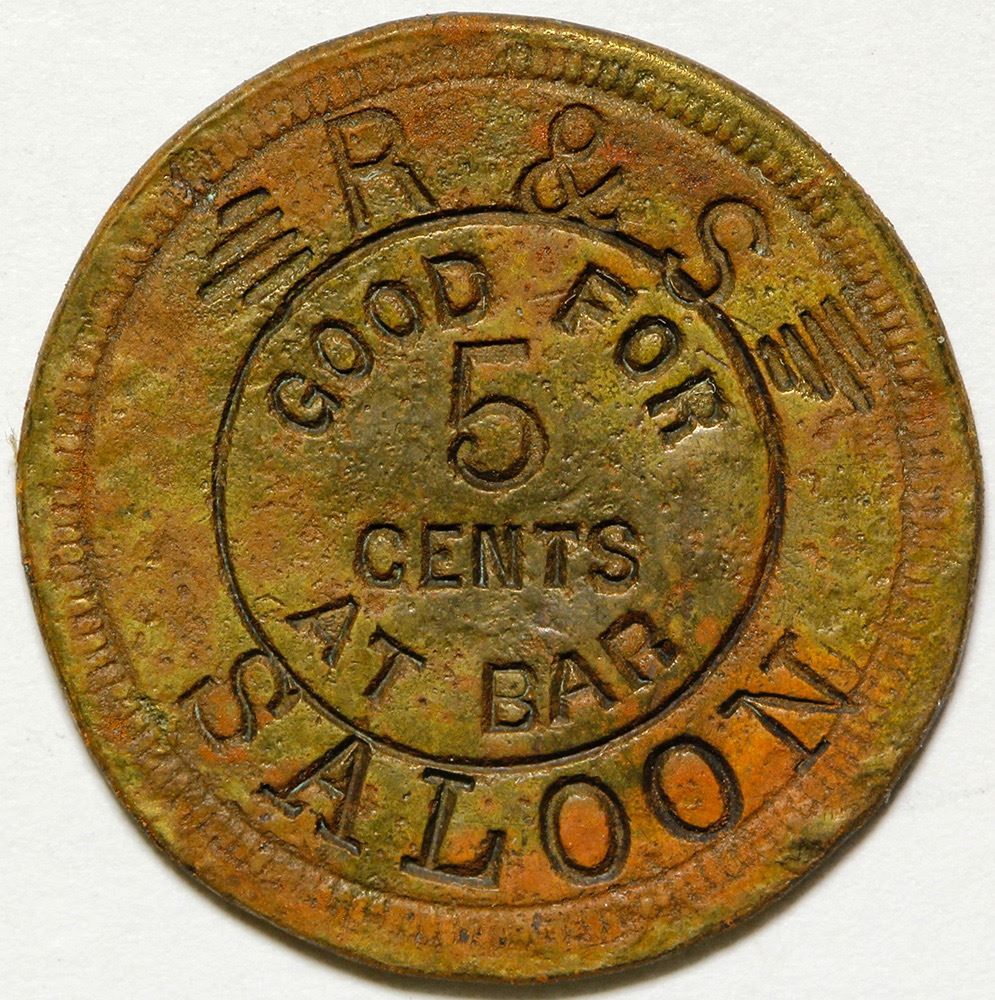 R & S
GOOD FOR
5
CENTS
AT BAR
SALOON